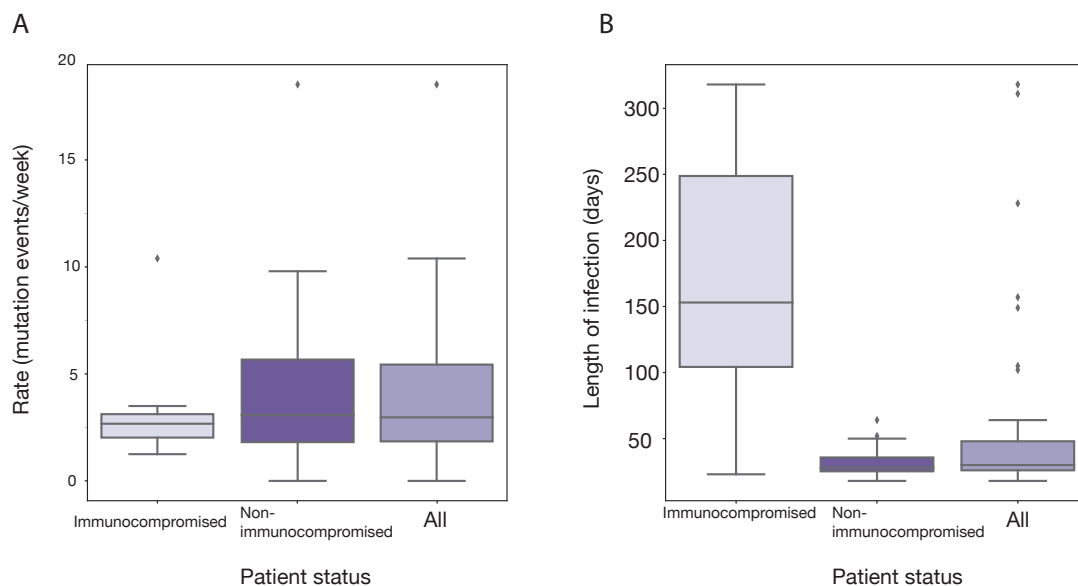 A
20
15
10
5
0
Rate (mutation events/week)
Immunocompromised
Non-
immunocompromised
All
Patient status
B
300
250
200
150
100
50
Length of infection (days)
Immunocompromised
Non-
immunocompromised
All
Patient status